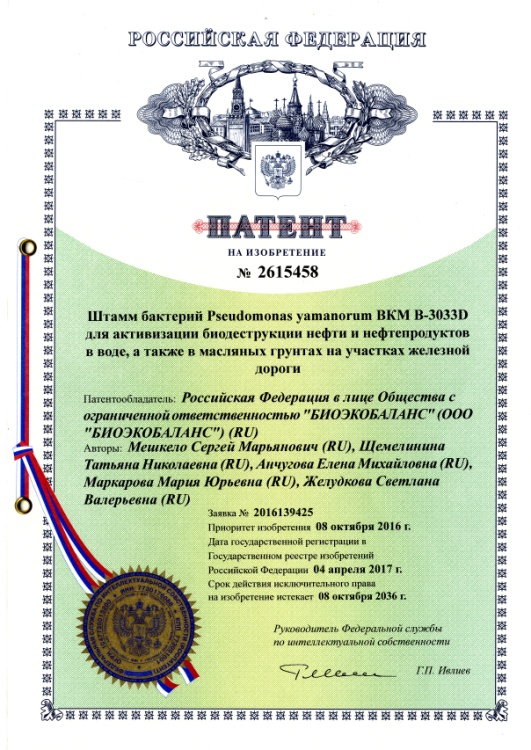 РОССИЙСКАЯ ФЕДЕРАЦИЯ
ПАТЕНТ
НА ИЗОБРЕТЕНИЕ
№ 2615458
Штамм бактерий Pseudomonas yamanorum ВКМ В-3033D
для активизации биодеструкции нефти и нефтепродуктов
в воде, а также в масляных грунтах на участках железной
дороги
Патентообладатель: Российская Федерация в лице Общества с
ограниченной ответственностью "БИОЭКОБАЛАНС" (ООО
"БИОЭКОБАЛАНС") (RU)
Авторы: Мешкело Сергей Марьянович (RU), Щемелинина
Татьяна Николаевна (RU), Анчугова Елена Михайловна (RU),
Маркарова Мария Юрьевна (RU), Желудкова Светлана
Валерьевна (RU)
Заявка № 2016139425
Приоритет изобретения 08 октября 2016 г.
Дата государственной регистрации в
Государственном реестре изобретений
Российской Федерации 04 апреля 2017 г.
Срок действия исключительного права
на изобретение истекает 08 октября 2036 г.
Руководитель Федеральной службы
по интеллектуальной собственности
Г.П. Ивлиев